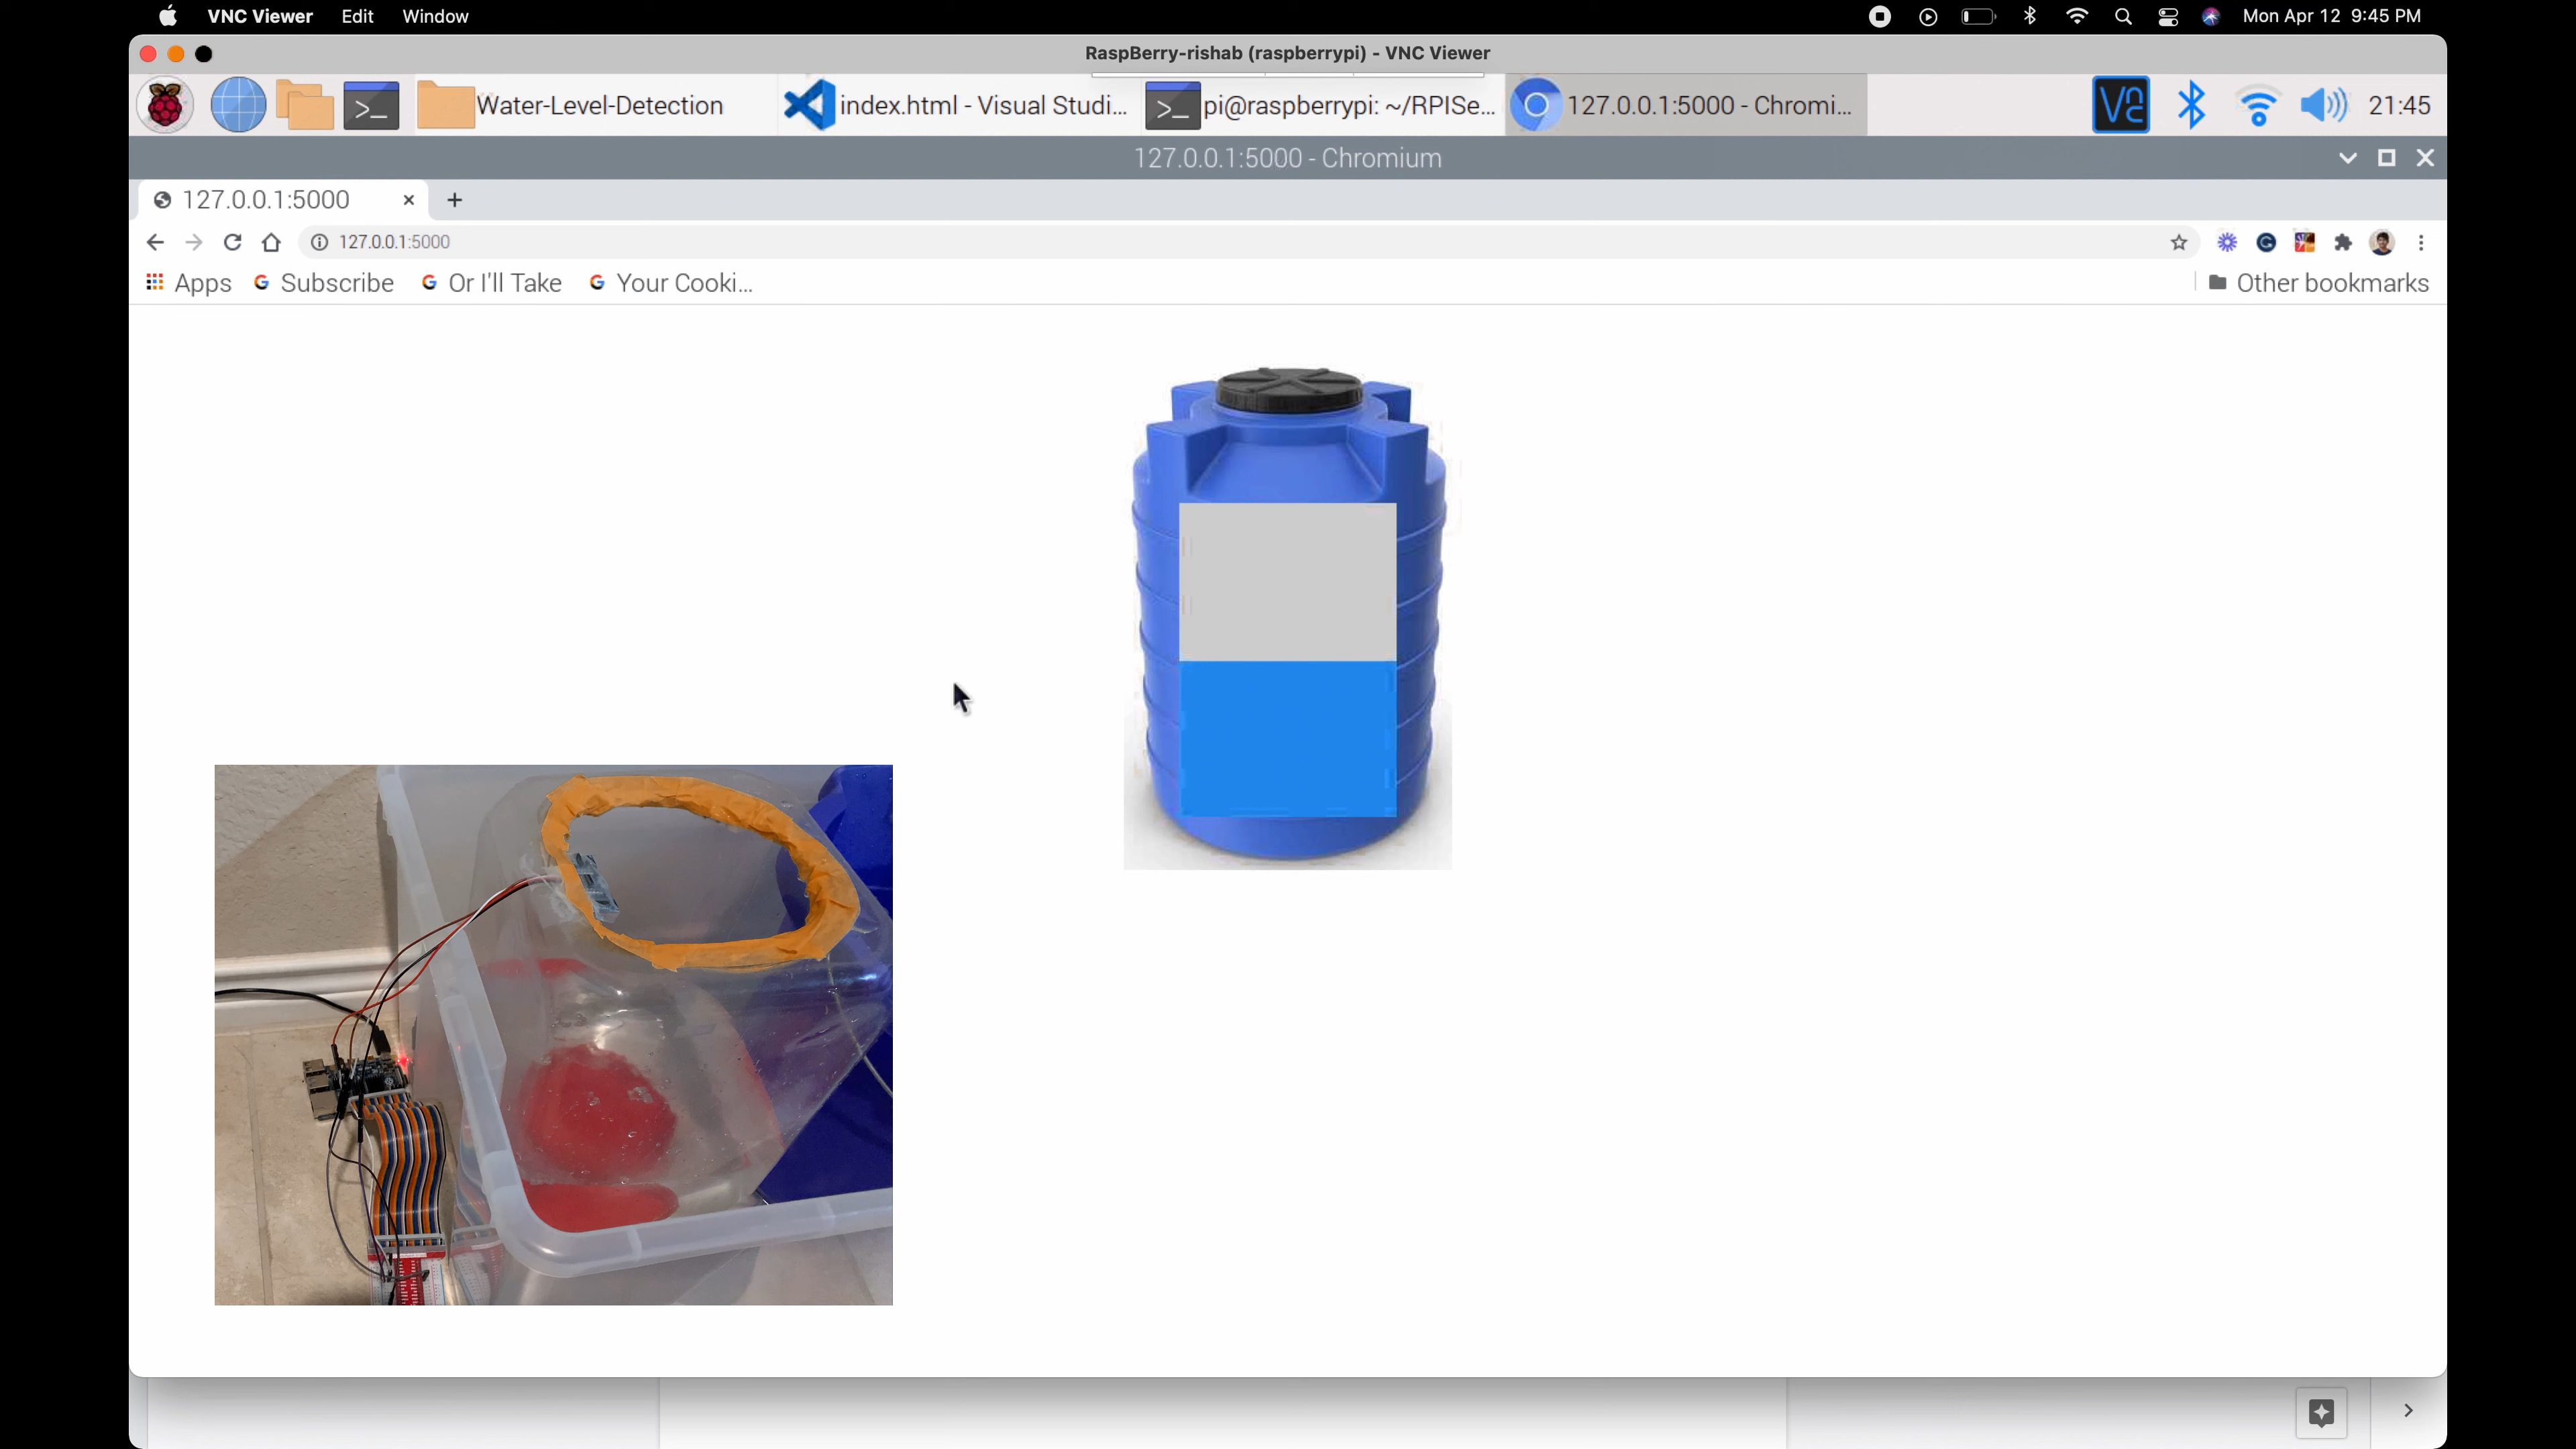 VNC Viewer Edit Window
Mon Apr 12 9:45 PM
RaspBerry-rishab (raspberrypi) - VNC Viewer
Water-Level-Detection
index.html - Visual Studi...
pi@raspberrypi: ~/RPISe...
127.0.0.1:5000 - Chromi...
21:45
127.0.0.1:5000 - Chromium
127.0.0.1:5000
127.0.0.1:5000
Apps
Subscribe
Or I'll Take
Your Cooki...
Other bookmarks